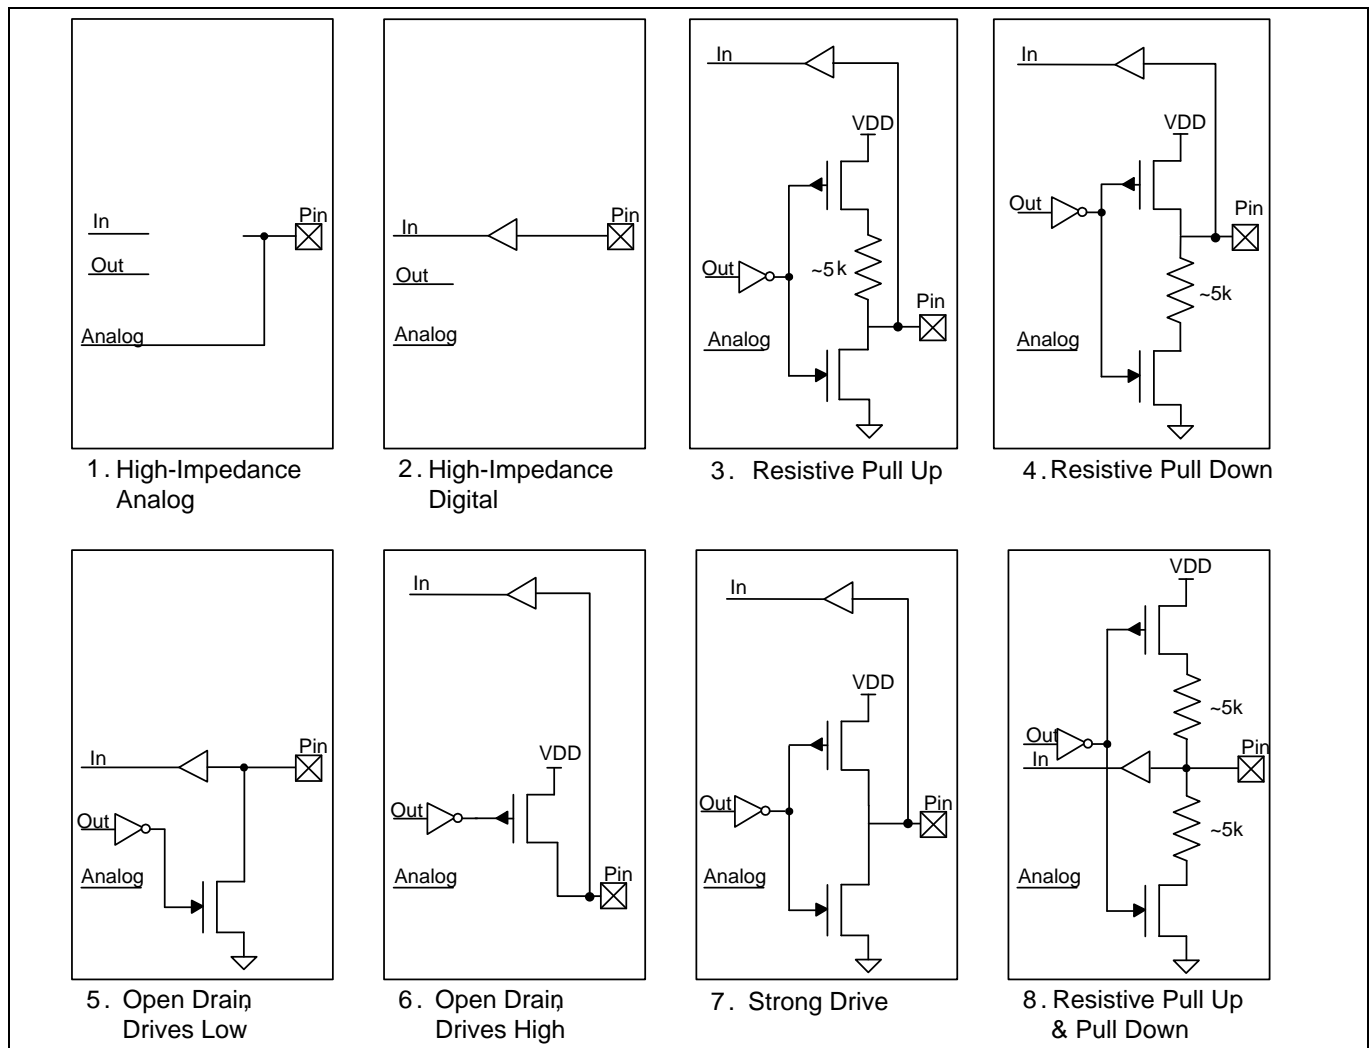 In
Out
Analog
Pin
1. High-Impedance
Analog
In
Out
Analog
Pin
2. High-Impedance
Digital
In
VDD
Out
~5k
Analog
Pin
3. Resistive Pull Up
In
VDD
Out
Pin
~5k
Analog
4. Resistive Pull Down
In
Pin
Out
Analog
5. Open Drain,
Drives Low
In
VDD
Out
Analog
Pin
6. Open Drain,
Drives High
In
VDD
Out
Pin
Analog
7. Strong Drive
VDD
~5k
Out
In
Pin
~5k
Analog
8. Resistive Pull Up
& Pull Down